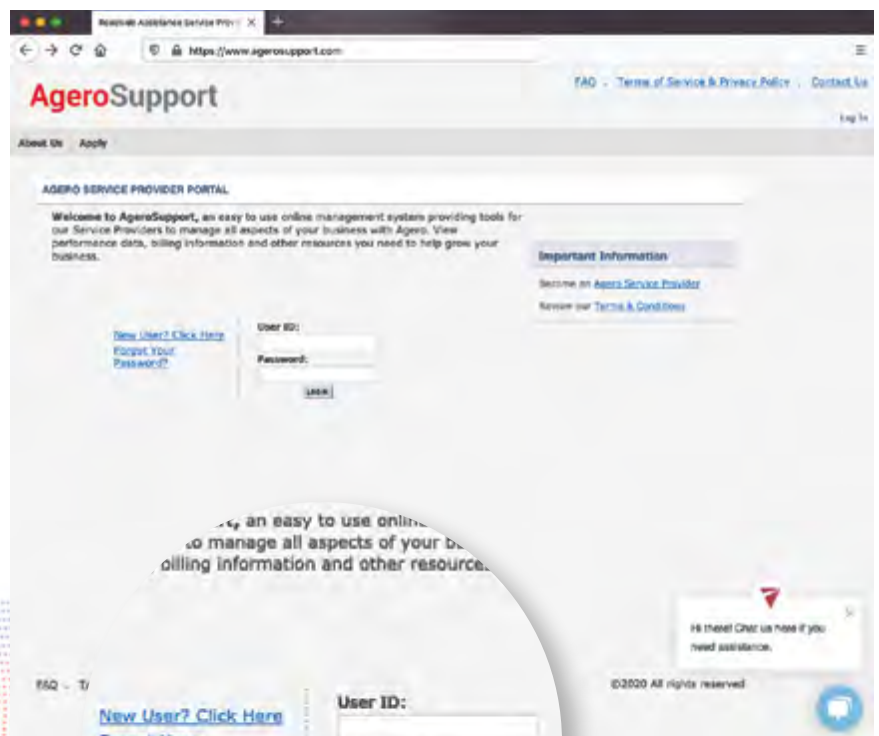 Roadside Assistance Service Provi
https://www.agerosupport.com
FAQ - Terms of Service & Privacy Policy - Contact Us
AgeroSupport
Log In
About Us Apply
AGERO SERVICE PROVIDER PORTAL
Welcome to AgeroSupport, an easy to use online management system providing tools for
our Service Providers to manage all aspects of your business with Agero. View
performance data, billing information and other resources you need to help grow your
business.
Important Information
Become an Agero Service Provider
Review our Terms & Conditions
New User? Click Here
Forgot Your
Password?
User ID:
Password:
LOGIN
, an easy to use onlin
to manage all aspects of your bu
billing information and other resource
Hi there! Chat us here if you
need assistance.
FAQ - T
©2020 All rights reserved
New User? Click Here
User ID: